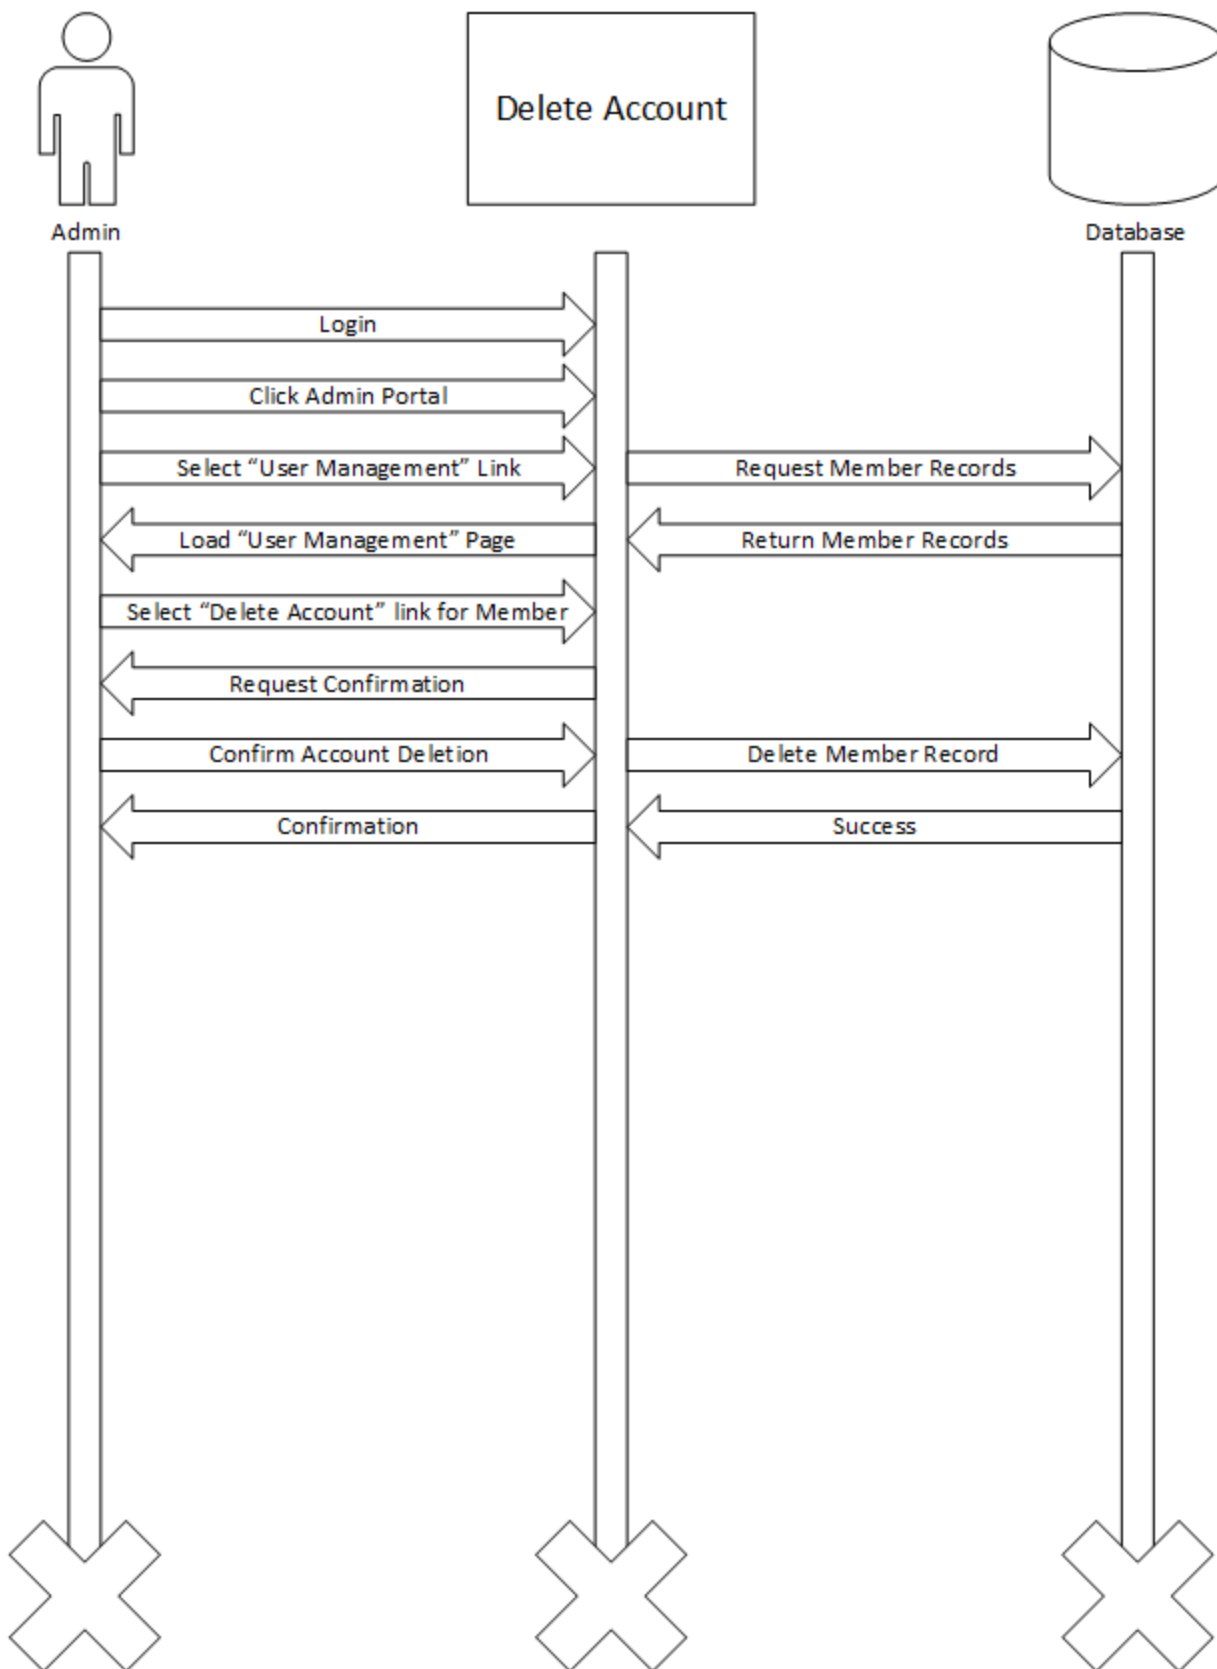 Delete Account
Admin
Database
Login
Click Admin Portal
Select “User Management” Link
Request Member Records
Load “User Management” Page
Return Member Records
Select “Delete Account” link for Member
Request Confirmation
Confirm Account Deletion
Delete Member Record
Confirmation
Success